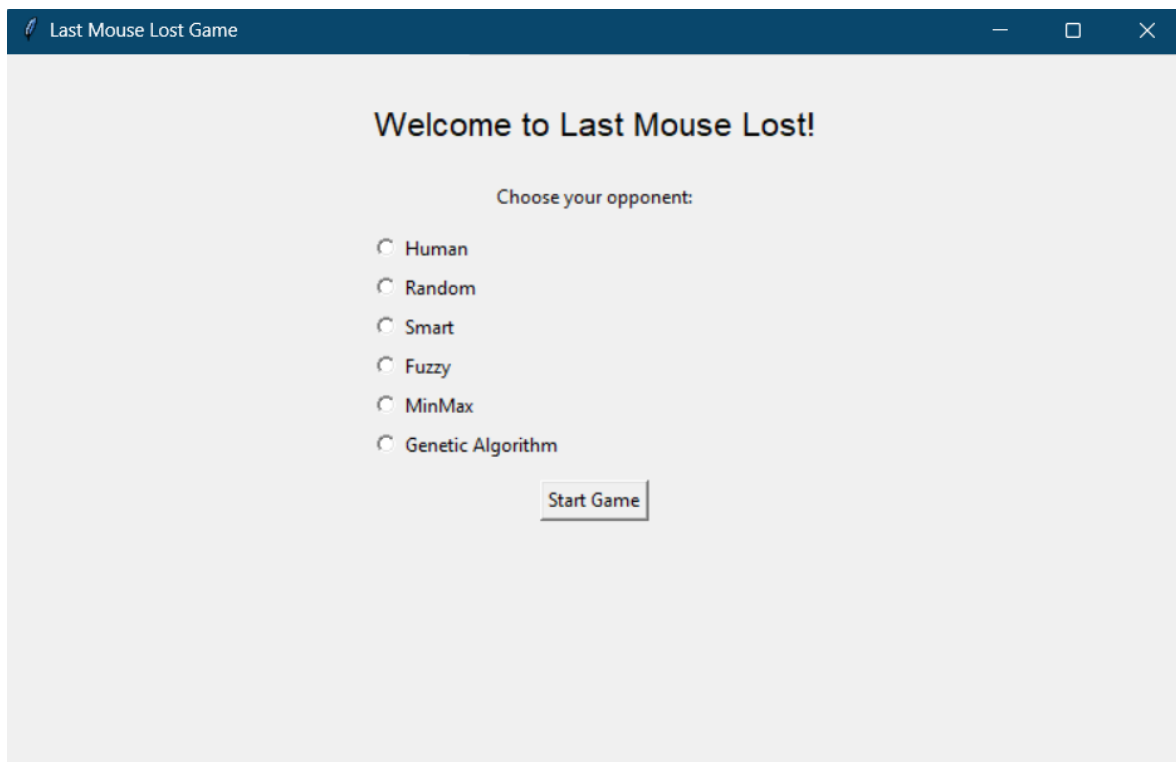 Last Mouse Lost Game
Welcome to Last Mouse Lost!
Choose your opponent:
Human
Random
Smart
Fuzzy
MinMax
Genetic Algorithm
Start Game